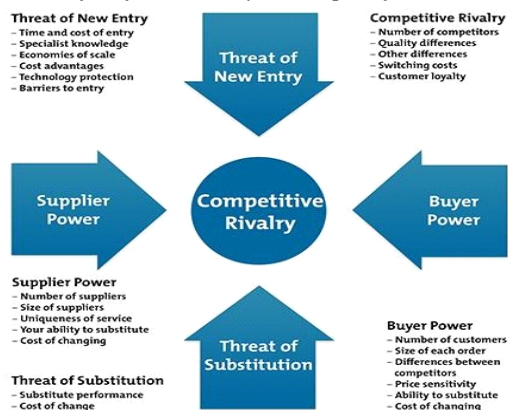 Threat of New Entry
– Time and cost of entry
– Specialist knowledge
– Economies of scale
– Cost advantages
– Technology protection
– Barriers to entry
Competitive Rivalry
– Number of competitors
– Quality differences
– Other differences
– Switching costs
– Customer loyalty
Threat of
New Entry
Supplier
Power
Competitive
Rivalry
Buyer
Power
Supplier Power
– Number of suppliers
– Size of suppliers
– Uniqueness of service
– Your ability to substitute
– Cost of changing
Threat of
Substitution
Threat of Substitution
– Substitute performance
– Cost of change
Buyer Power
– Number of customers
– Size of each order
– Differences between
competitors
– Price sensitivity
– Ability to substitute
– Cost of changing